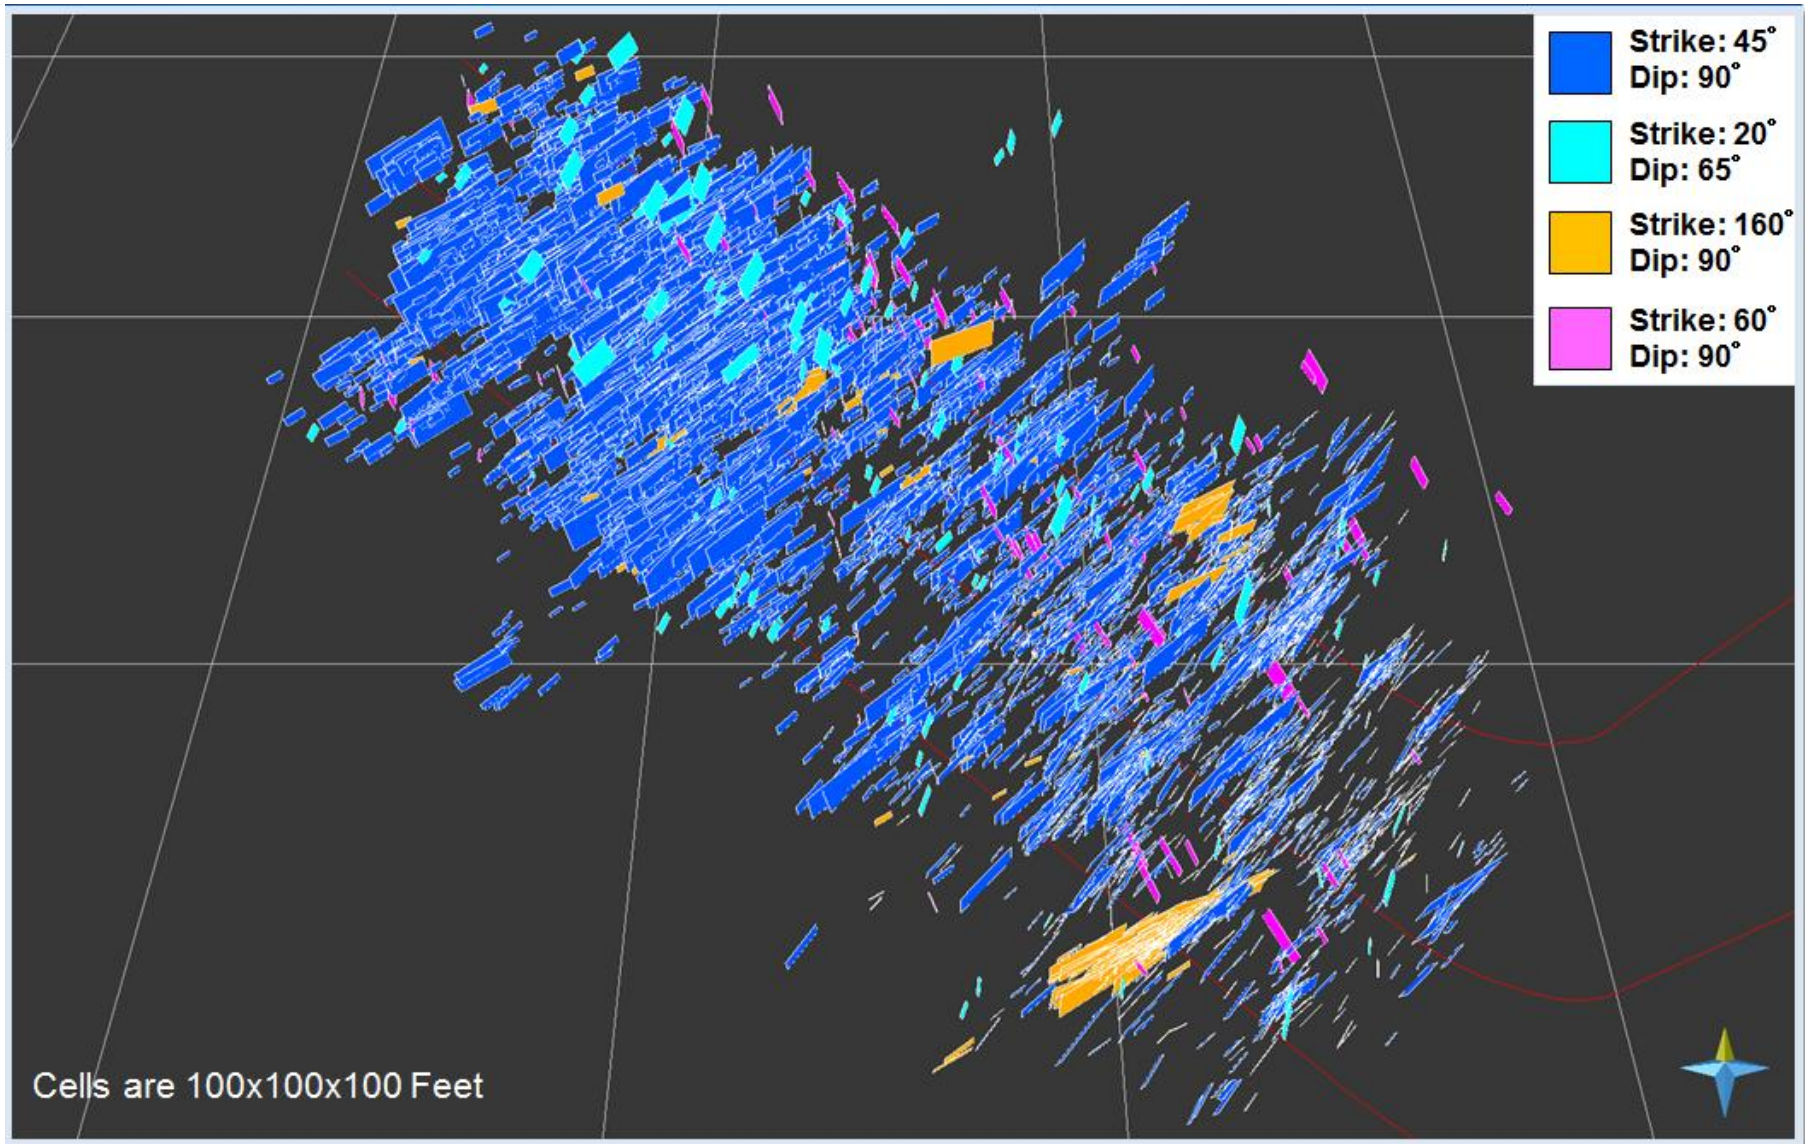 Strike: 45°
Dip: 90°
Strike: 20°
Dip: 65°
Strike: 160°
Dip: 90°
Strike: 60°
Dip: 90°
Cells are 100x100x100 Feet